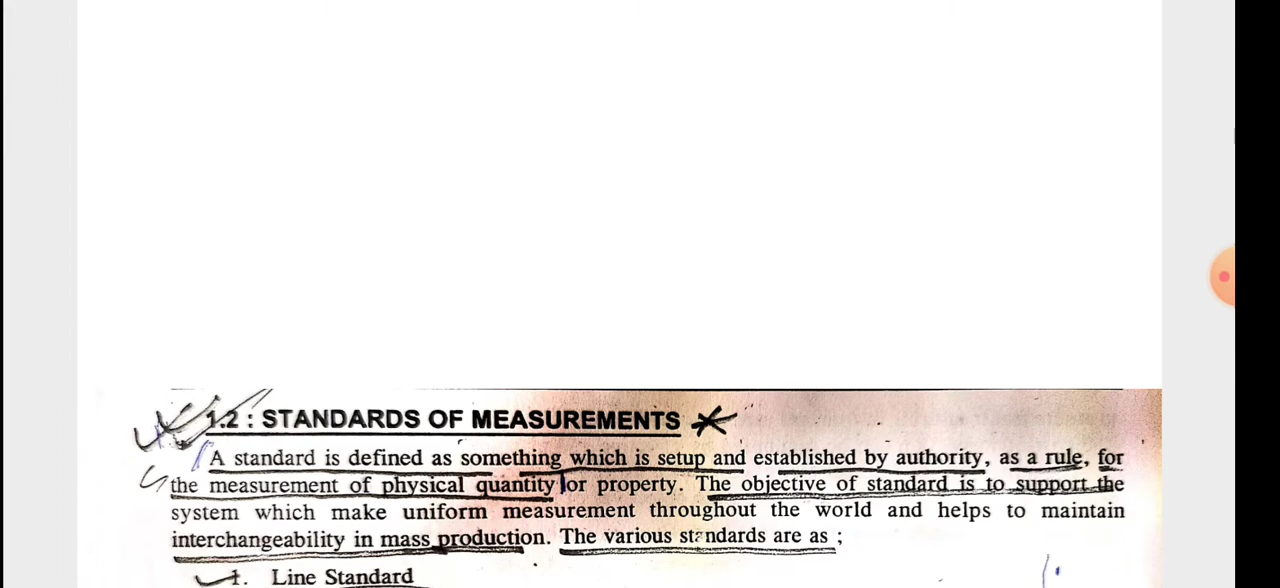 1.2 : STANDARDS OF MEASUREMENTS
A standard is defined as something which is setup and established by authority, as a rule, for
the measurement of physical quantity or property. The objective of standard is to support the
system which make uniform measurement throughout the world and helps to maintain
interchangeability in mass production. The various standards are as ;
1. Line Standard